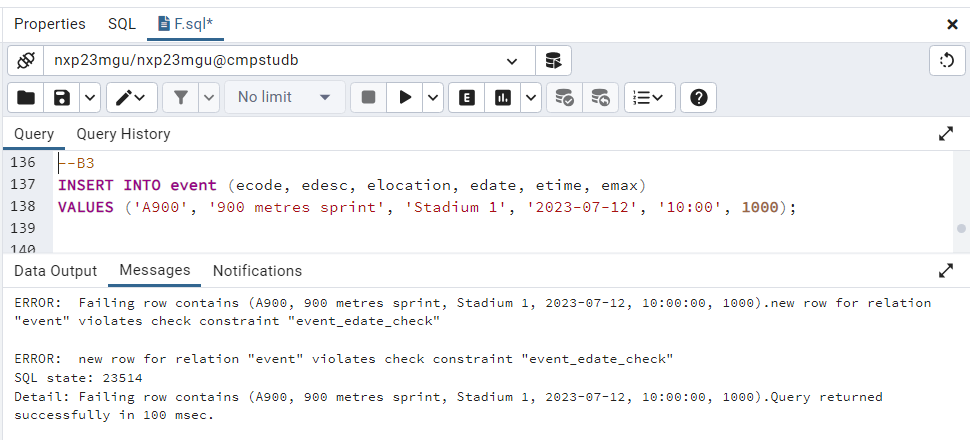 Properties SQL F.sql*
nxp23mgu/nxp23mgu@cmpstudb
No limit E
Query Query History
136 --B3
137 INSERT INTO event (ecode, edesc, elocation, edate, etime, emax)
138 VALUES ('A900', '900 metres sprint', 'Stadium 1', '2023-07-12', '10:00', 1000);
139
140
Data Output Messages Notifications
ERROR:  Failing row contains (A900, 900 metres sprint, Stadium 1, 2023-07-12, 10:00:00, 1000).new row for relation
"event" violates check constraint "event_edate_check"
ERROR:  new row for relation "event" violates check constraint "event_edate_check"
SQL state: 23514
Detail: Failing row contains (A900, 900 metres sprint, Stadium 1, 2023-07-12, 10:00:00, 1000).Query returned
successfully in 100 msec.